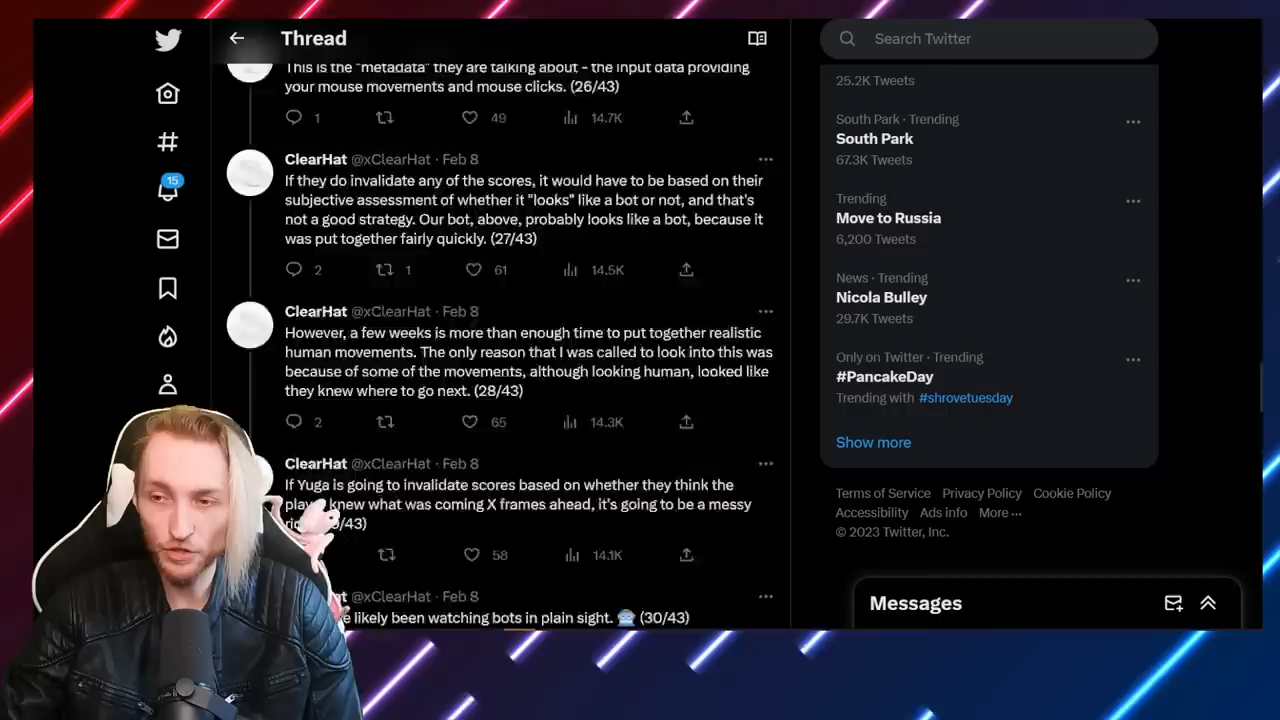 Thread
Search Twitter
This is the "metadata" they are talking about - the input data providing
your mouse movements and mouse clicks. (26/43)
1
49
14.7K
ClearHat @xClearHat · Feb 8
If they do invalidate any of the scores, it would have to be based on their
subjective assessment of whether it "looks" like a bot or not, and that's
not a good strategy. Our bot, above, probably looks like a bot, because it
was put together fairly quickly. (27/43)
2
1
61
14.5K
ClearHat @xClearHat · Feb 8
However, a few weeks is more than enough time to put together realistic
human movements. The only reason that I was called to look into this was
because of some of the movements, although looking human, looked like
they knew where to go next. (28/43)
2
65
14.3K
ClearHat @xClearHat · Feb 8
If Yuga is going to invalidate scores based on whether they think the
knew what was coming X frames ahead, it's going to be a messy
/43)
58
14.1K
@xClearHat · Feb 8
likely been watching bots in plain sight. (30/43)
15
25.2K Tweets
South Park · Trending
South Park
67.3K Tweets
Trending
Move to Russia
6,200 Tweets
News · Trending
Nicola Bulley
29.7K Tweets
Only on Twitter · Trending
#PancakeDay
Trending with #shrovetuesday
Show more
Terms of Service Privacy Policy Cookie Policy
Accessibility Ads info More ···
© 2023 Twitter, Inc.
Messages